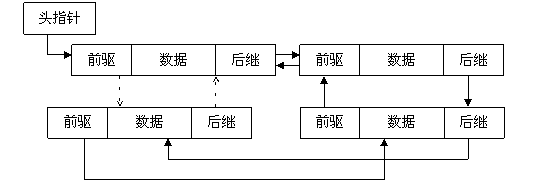 头指针
前驱 数据 后继 前驱 数据 后继
前驱 数据 后继 前驱 数据 后继